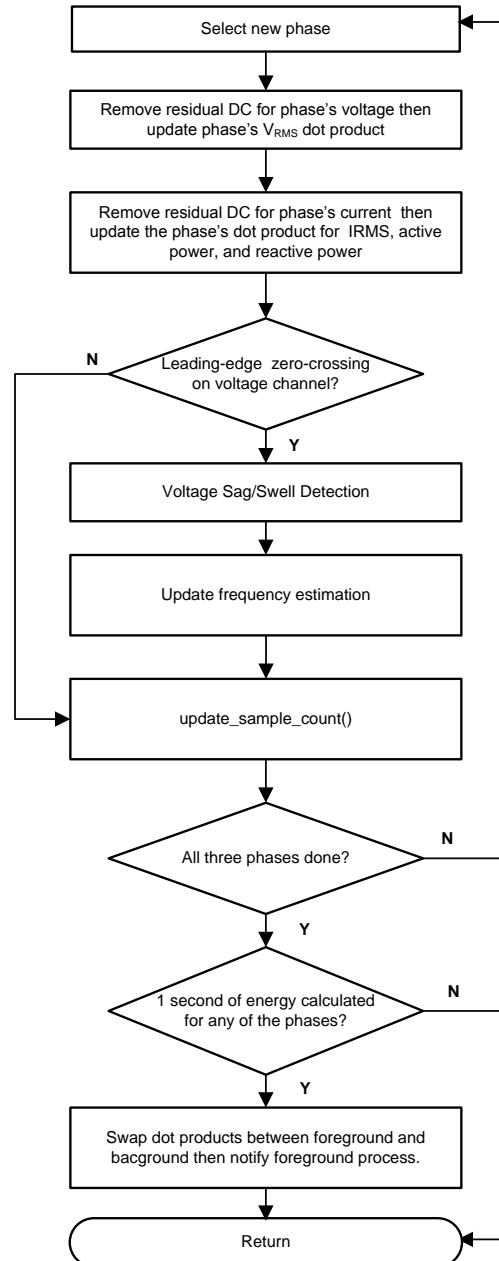 Select new phase
Remove residual DC for phase's voltage then
update phase's VRMS dot product
Remove residual DC for phase's current then
update the phase's dot product for IRMS, active
power, and reactive power
Leading-edge zero-crossing
on voltage channel?
N
Y
Voltage Sag/Swell Detection
Update frequency estimation
update_sample_count()
All three phases done?
N
Y
1 second of energy calculated
for any of the phases?
N
Y
Swap dot products between foreground and
bacground then notify foreground process.
Return